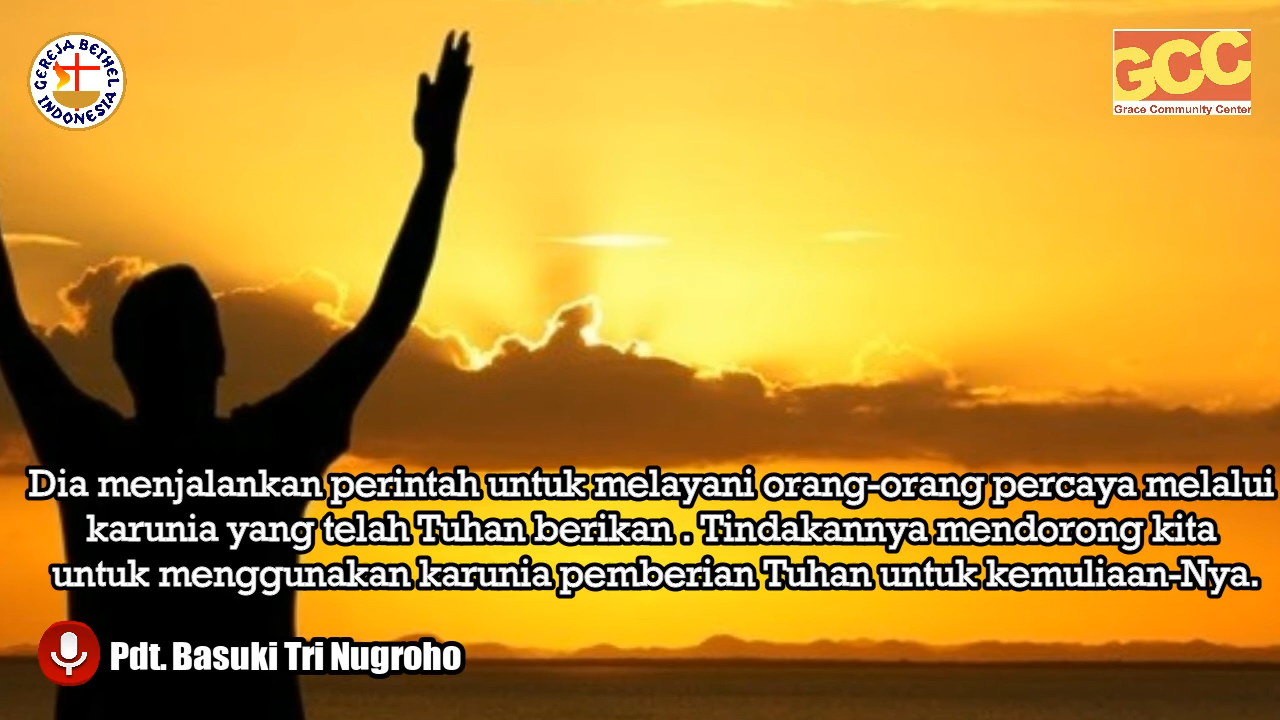 GEREJA BETHEL
INDONESIA
GCC
Grace Community Center
Dia menjalankan perintah untuk melayani orang-orang percaya melalui
karunia yang telah Tuhan berikan . Tindakannya mendorong kita
untuk menggunakan karunia pemberian Tuhan untuk kemuliaan-Nya.
Pdt. Basuki Tri Nugroho